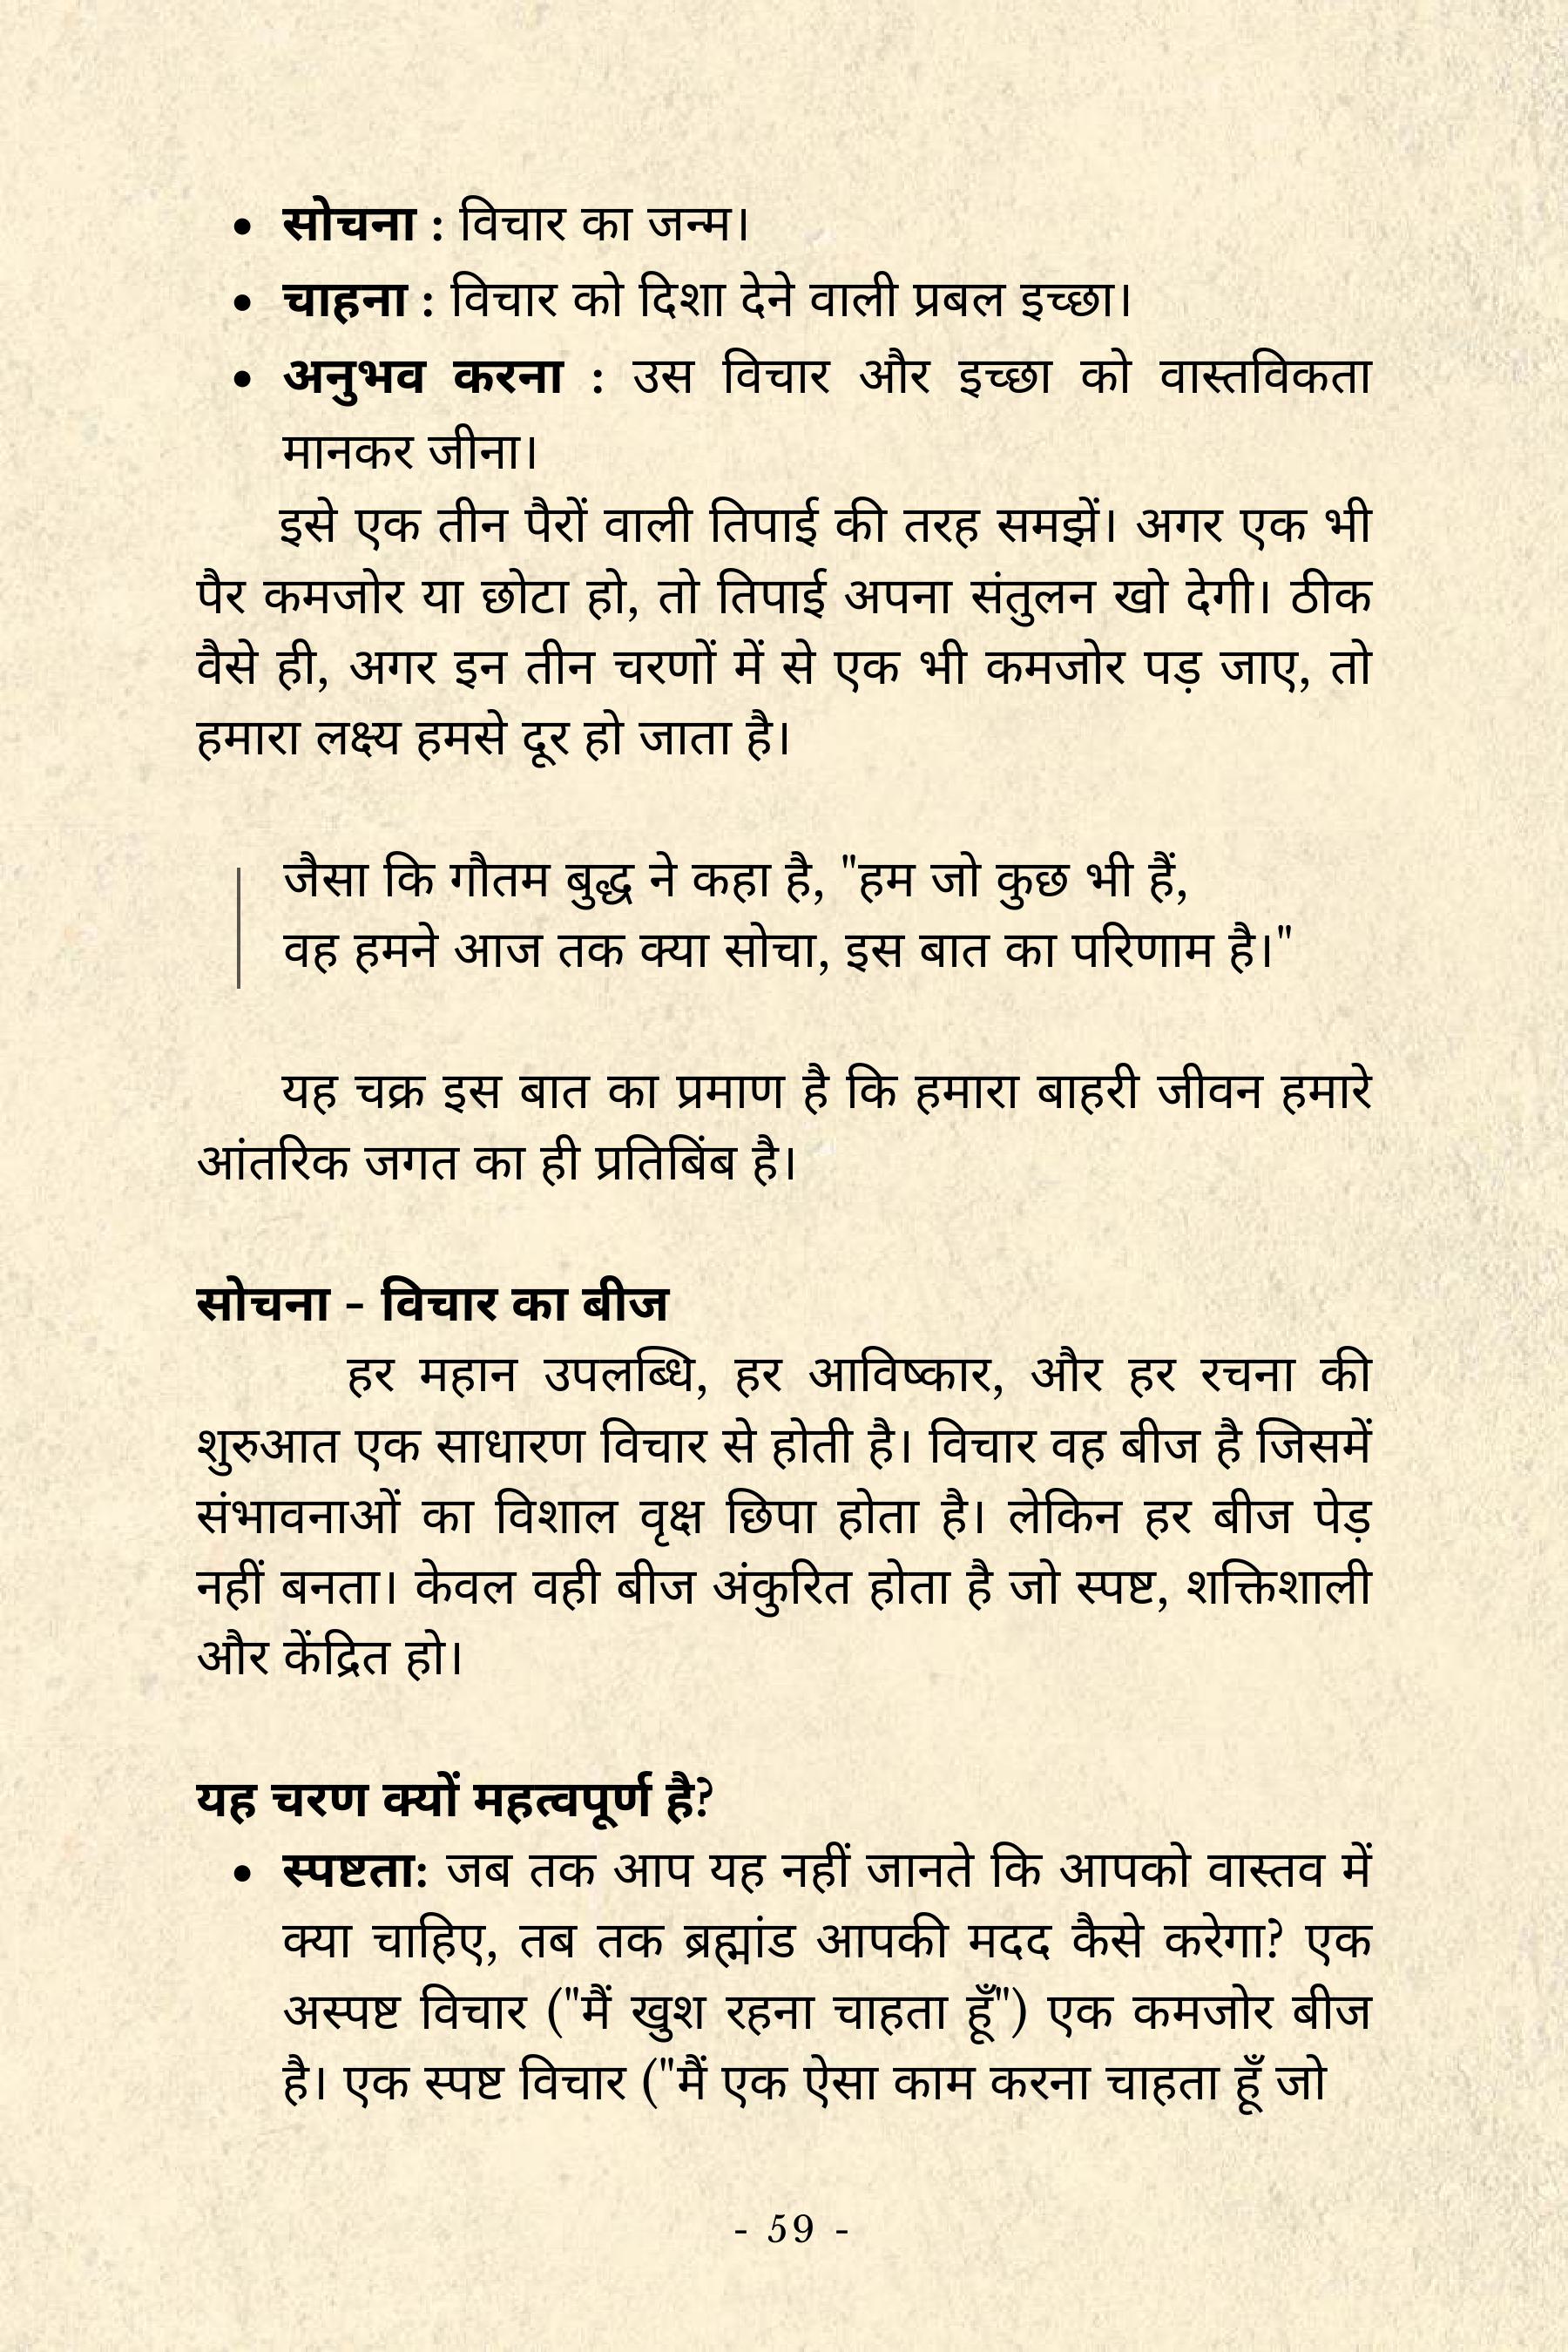 • सोचना : विचार का जन्म।
• चाहना : विचार को दिशा देने वाली प्रबल इच्छा।
• अनुभव करना : उस विचार और इच्छा को वास्तविकता
मानकर जीना।
इसे एक तीन पैरों वाली तिपाई की तरह समझें। अगर एक भी
पैर कमजोर या छोटा हो, तो तिपाई अपना संतुलन खो देगी। ठीक
वैसे ही, अगर इन तीन चरणों में से एक भी कमजोर पड़ जाए, तो
हमारा लक्ष्य हमसे दूर हो जाता है।
जैसा कि गौतम बुद्ध ने कहा है, "हम जो कुछ भी हैं,
वह हमने आज तक क्या सोचा, इस बात का परिणाम है।"
यह चक्र इस बात का प्रमाण है कि हमारा बाहरी जीवन हमारे
आंतरिक जगत का ही प्रतिबिंब है।
सोचना - विचार का बीज
हर महान उपलब्धि, हर आविष्कार, और हर रचना की
शुरुआत एक साधारण विचार से होती है। विचार वह बीज है जिसमें
संभावनाओं का विशाल वृक्ष छिपा होता है। लेकिन हर बीज पेड़
नहीं बनता। केवल वही बीज अंकुरित होता है जो स्पष्ट, शक्तिशाली
और केंद्रित हो।
यह चरण क्यों महत्वपूर्ण है?
• स्पष्टता: जब तक आप यह नहीं जानते कि आपको वास्तव में
क्या चाहिए, तब तक ब्रह्मांड आपकी मदद कैसे करेगा? एक
अस्पष्ट विचार ("मैं खुश रहना चाहता हूँ") एक कमजोर बीज
है। एक स्पष्ट विचार ("मैं एक ऐसा काम करना चाहता हूँ जो
- 59 -